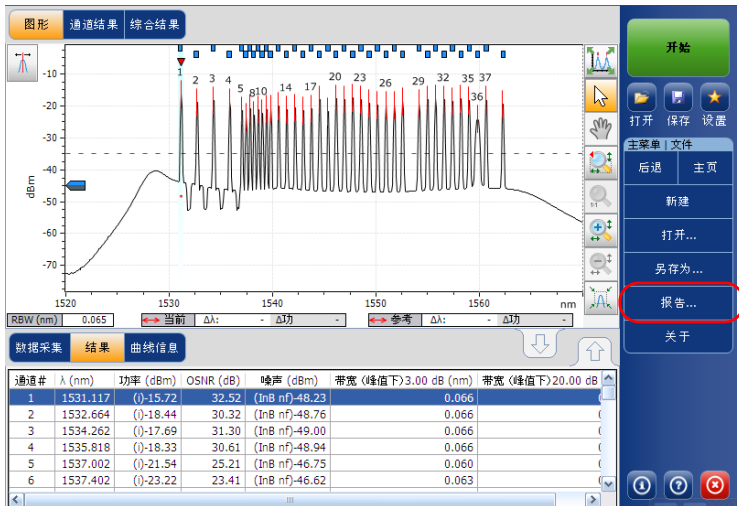 图形 通道结果 综合结果
1 2 3 4 5 8 10 14 17 20 23 26 29 32 35 36 37
-10
-20
-30
-40
-50
-60
-70
dBm
1520 1530 1540 1550 1560 nm
RBW (nm) 0.065 当前 Δλ: - Δ功 - 参考 Δλ: - Δ功 -
数据采集 结果 曲线信息
通道# λ (nm) 功率 (dBm) OSNR (dB) 噪声 (dBm) 带宽 (峰值下)3.00 dB (nm) 带宽 (峰值下)20.00 dB
1 1531.117 (i)-15.72 32.52 (InB nf)-48.23 0.066
2 1532.664 (i)-18.44 30.32 (InB nf)-48.76 0.066
3 1534.262 (i)-17.69 31.30 (InB nf)-49.00 0.066
4 1535.818 (i)-18.33 30.61 (InB nf)-48.94 0.066
5 1537.002 (i)-21.54 25.21 (InB nf)-46.75 0.060
6 1537.402 (i)-23.22 23.41 (InB nf)-46.62 0.063
开始
打开 保存 设置
主菜单 | 文件
后退 主页
新建
打开...
另存为...
报告...
关于